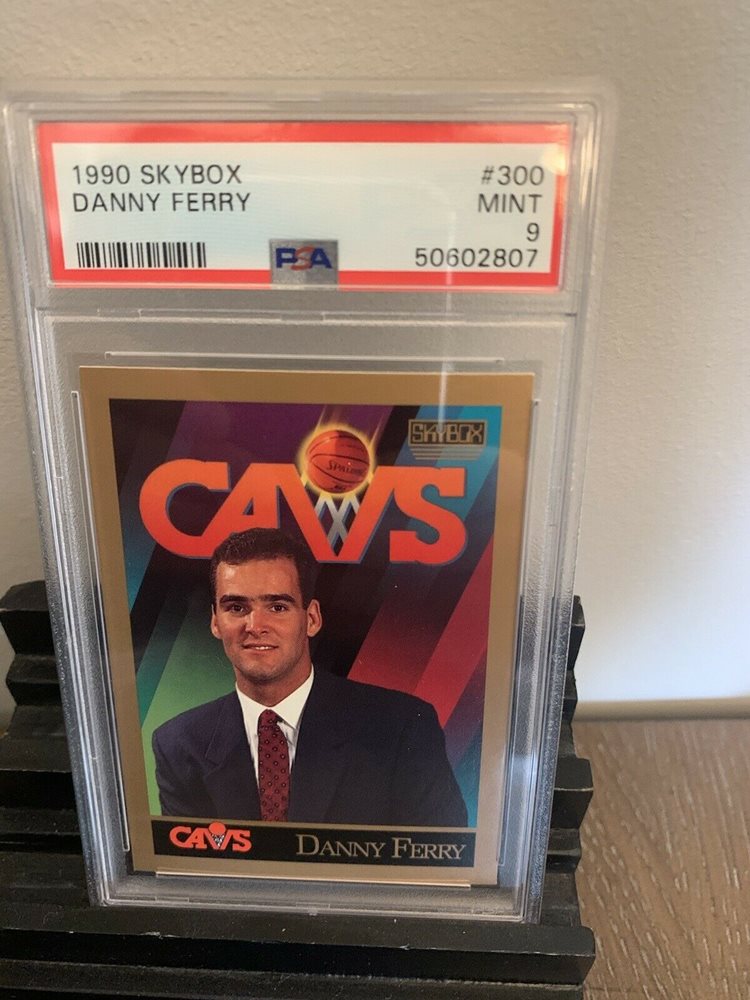 1990 SKYBOX #300
DANNY FERRY MINT
9
PSA 50602807
SKYBOX
SPALDING
CAVS
CAVS DANNY FERRY